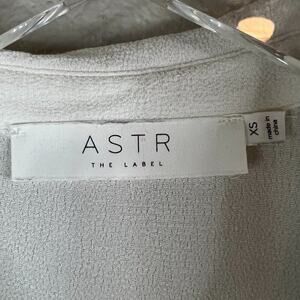 ASTR
THE LABEL
XS
made in
china